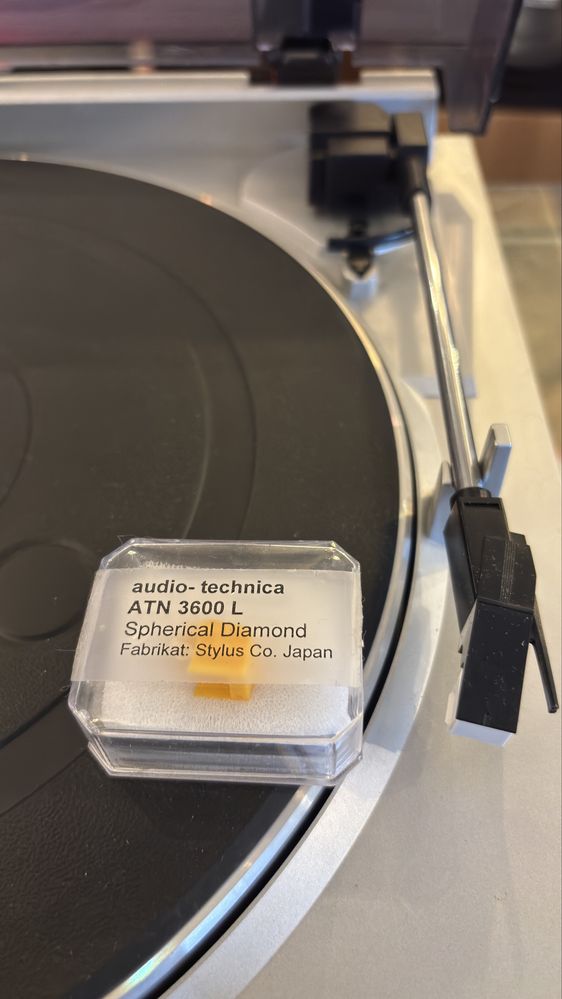 audio- technica
ATN 3600 L
Spherical Diamond
Fabrikat: Stylus Co. Japan